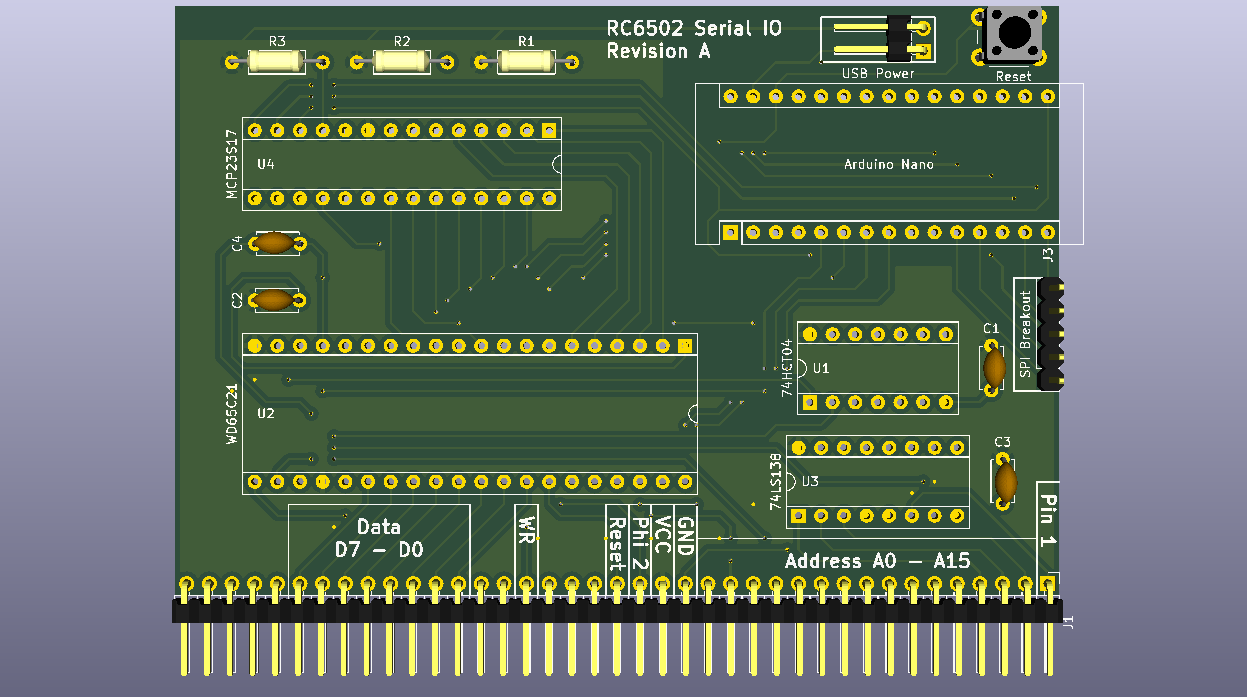 RC6502 Serial IO
Revision A
R3
R2
R1
USB Power
Reset
MCP23S17
U4
Arduino Nano
C4
J3
C2
SPI Breakout
C1
74HCT04
U1
WD65C21
U2
C3
74LS138
U3
Data
D7 - D0
WR
Reset
Phi 2
VCC
GND
Pin 1
Address A0 - A15
J1